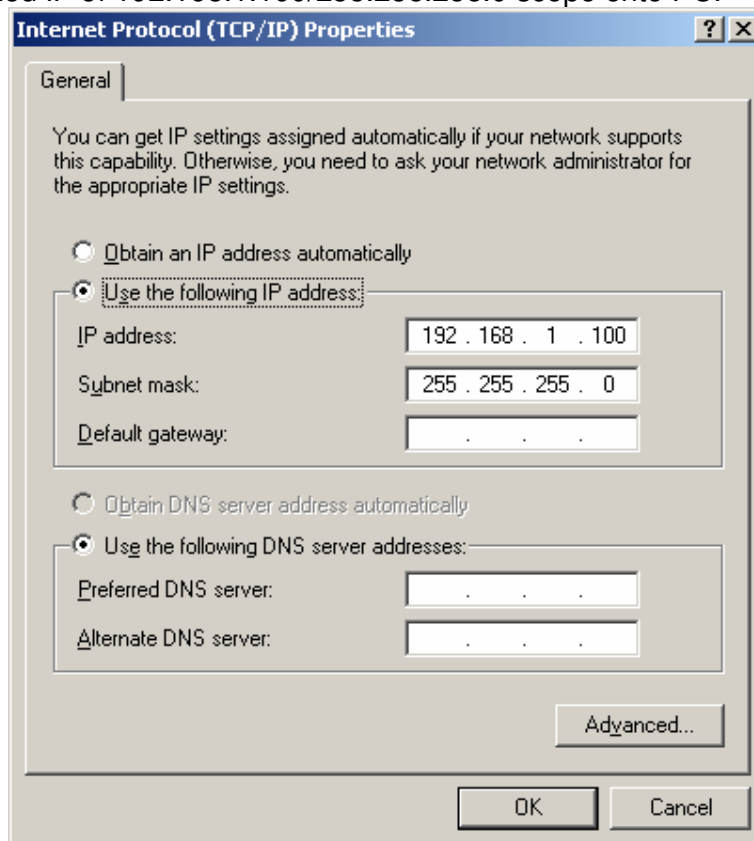 Internet Protocol (TCP/IP) Properties
General
You can get IP settings assigned automatically if your network supports
this capability. Otherwise, you need to ask your network administrator for
the appropriate IP settings.
Obtain an IP address automatically
Use the following IP address:
IP address: 192 . 168 . 1 . 100
Subnet mask: 255 . 255 . 255 . 0
Default gateway: . . .
Obtain DNS server address automatically
Use the following DNS server addresses:
Preferred DNS server: . . .
Alternate DNS server: . . .
Advanced...
OK Cancel